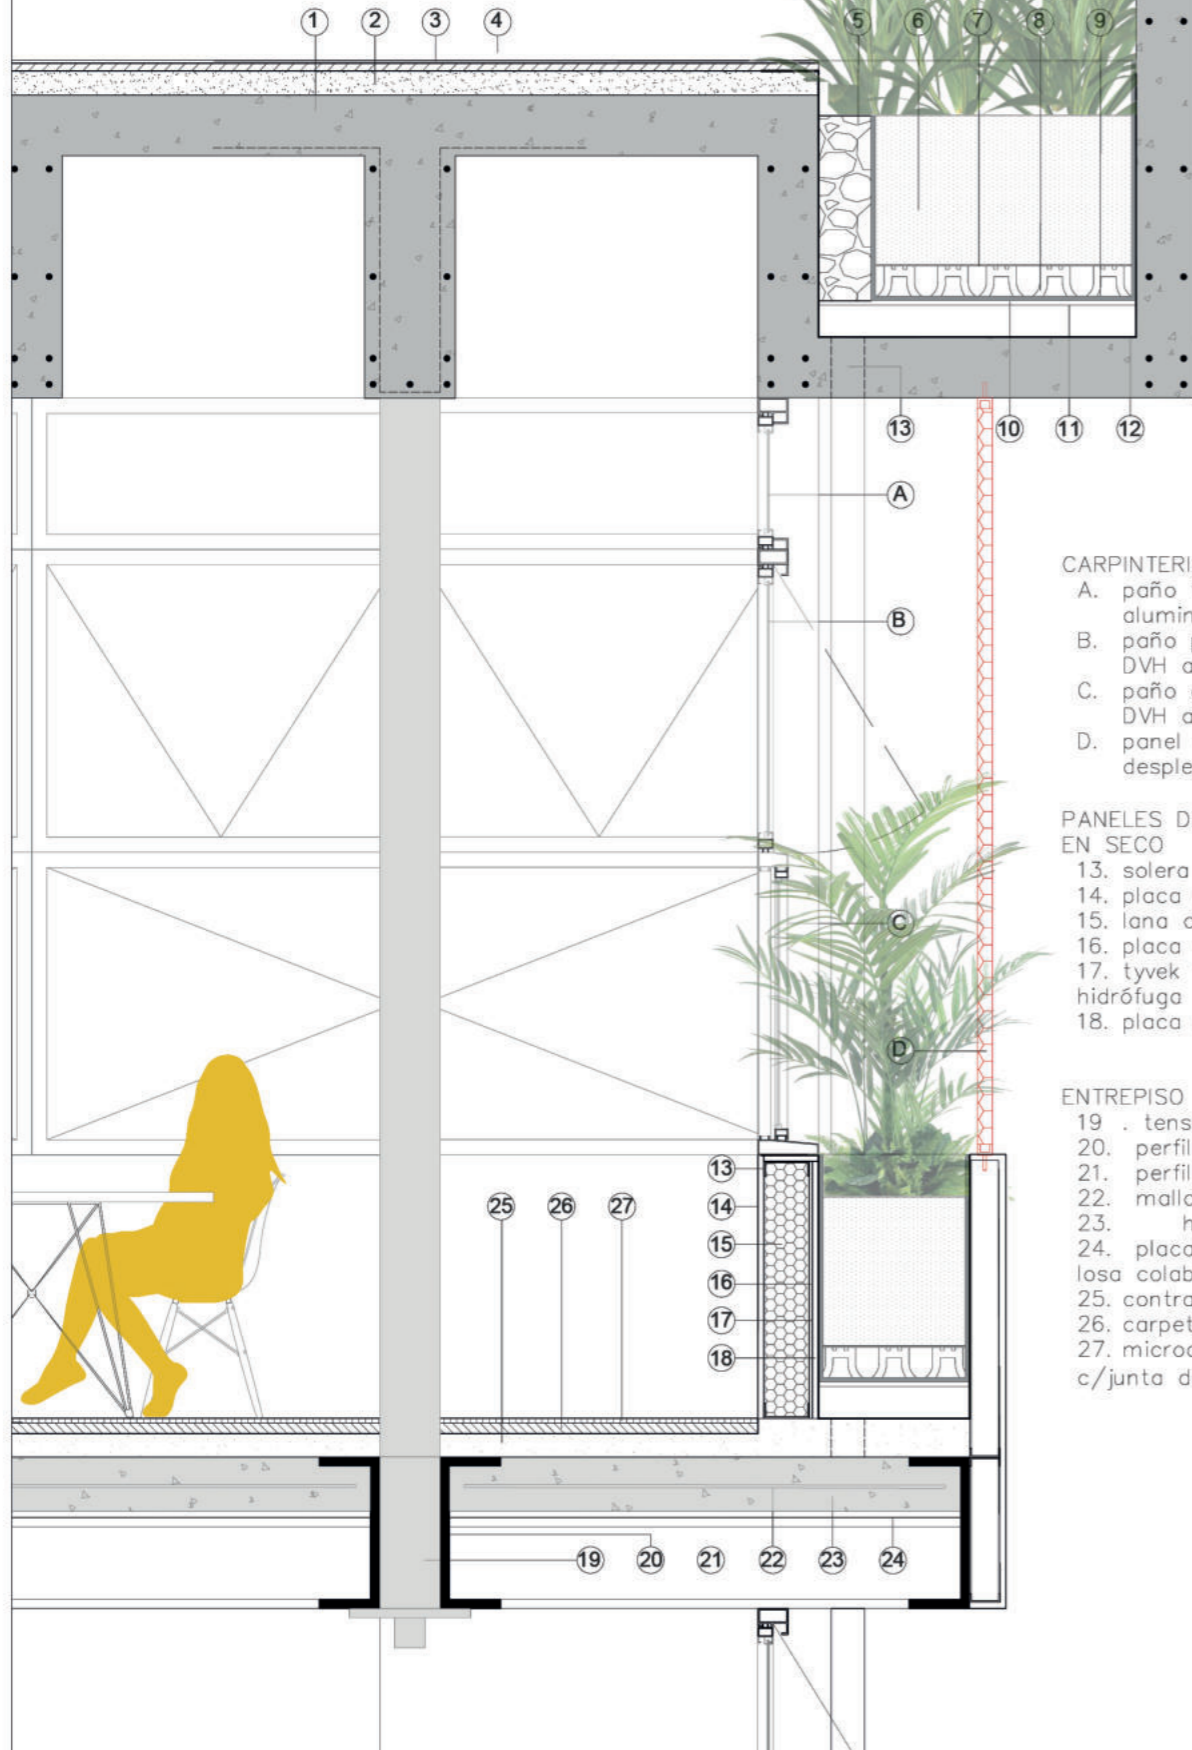 1 2 3 4 5 6 7 8 9
13 10 11 12
A
B
C
D
13
14
15
16
17
18
25 26 27
19 20 21 22 23 24
CARPINTERI
A. paño
alumin
B. paño p
DVH a
C. paño
DVH a
D. panel
desple
PANELES D
EN SECO
13. solera
14. placa
15. lana d
16. placa
17. tyvek
hidrófuga
18. placa
ENTREPISO
19 . tens
20. perfil
21. perfil
22. malla
23. h
24. placa
losa colab
25. contra
26. carpet
27. microc
c/junta d